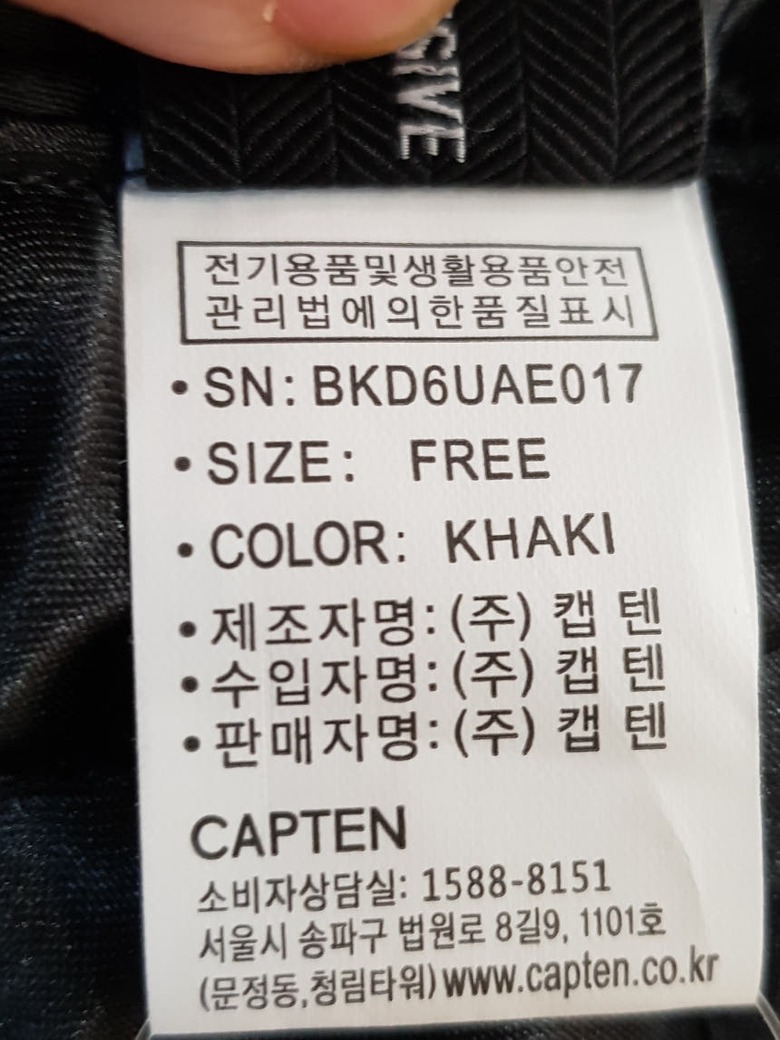 전기용품및생활용품안전
관리법에의한품질표시
• SN: BKD6UAE017
• SIZE: FREE
• COLOR: KHAKI
• 제조자명: (주) 캡 텐
• 수입자명: (주) 캡 텐
• 판매자명: (주) 캡 텐
CAPTEN
소비자상담실: 1588-8151
서울시 송파구 법원로 8길9, 1101호
(문정동,청림타워) www.capten.co.kr